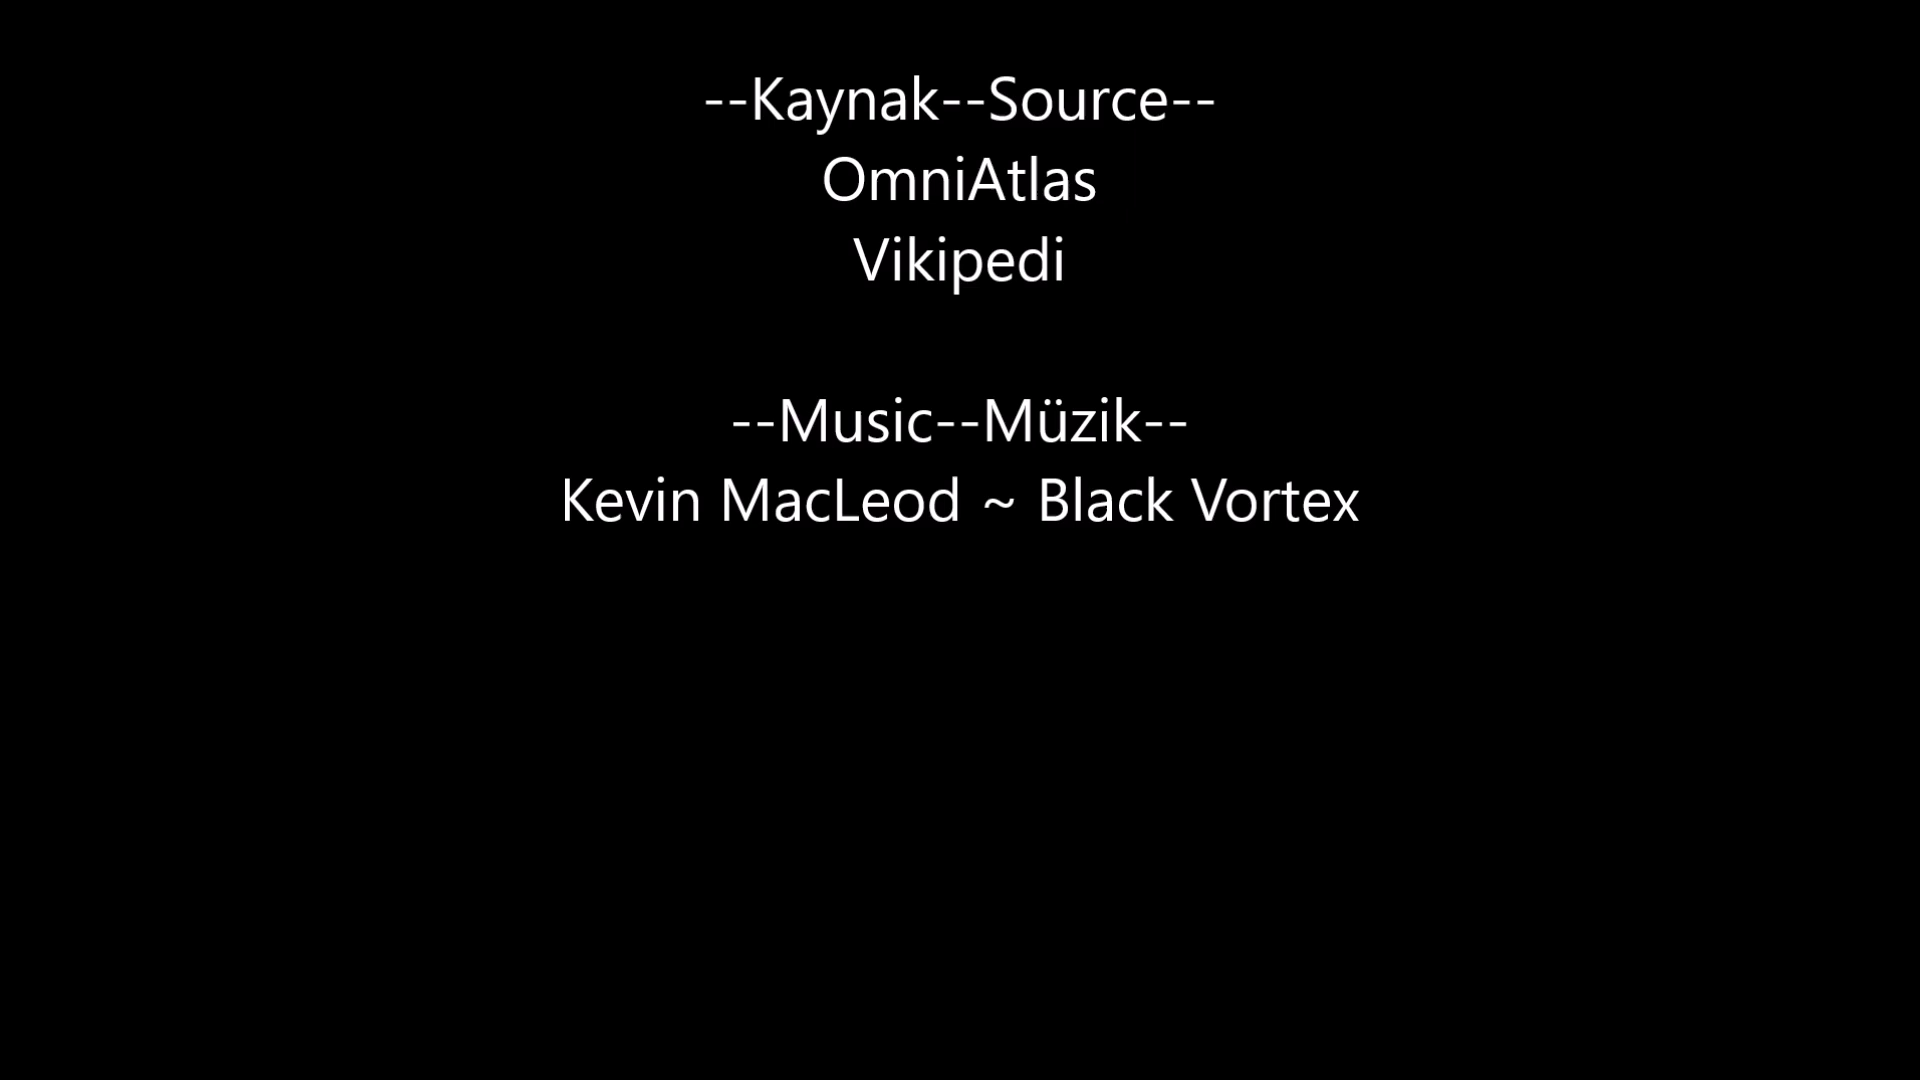 --Kaynak--Source--
OmniAtlas
Vikipedi
--Music--Müzik--
Kevin MacLeod ~ Black Vortex